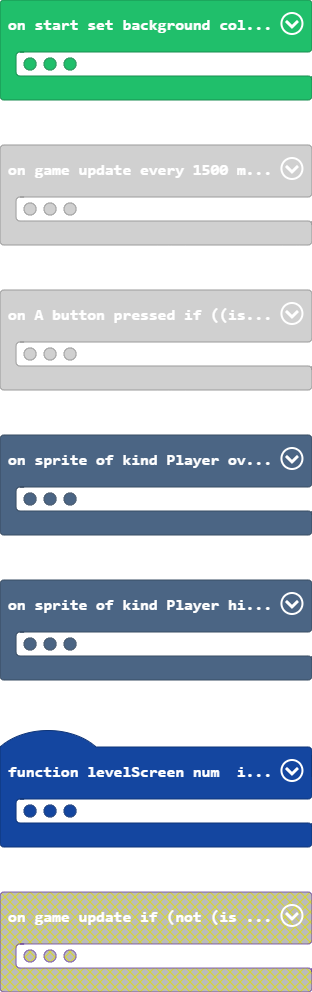 on start set background col...
on game update every 1500 m...
on A button pressed if ((is...
on sprite of kind Player ov...
on sprite of kind Player hi...
function levelScreen num  i...
on game update if (not (is ...